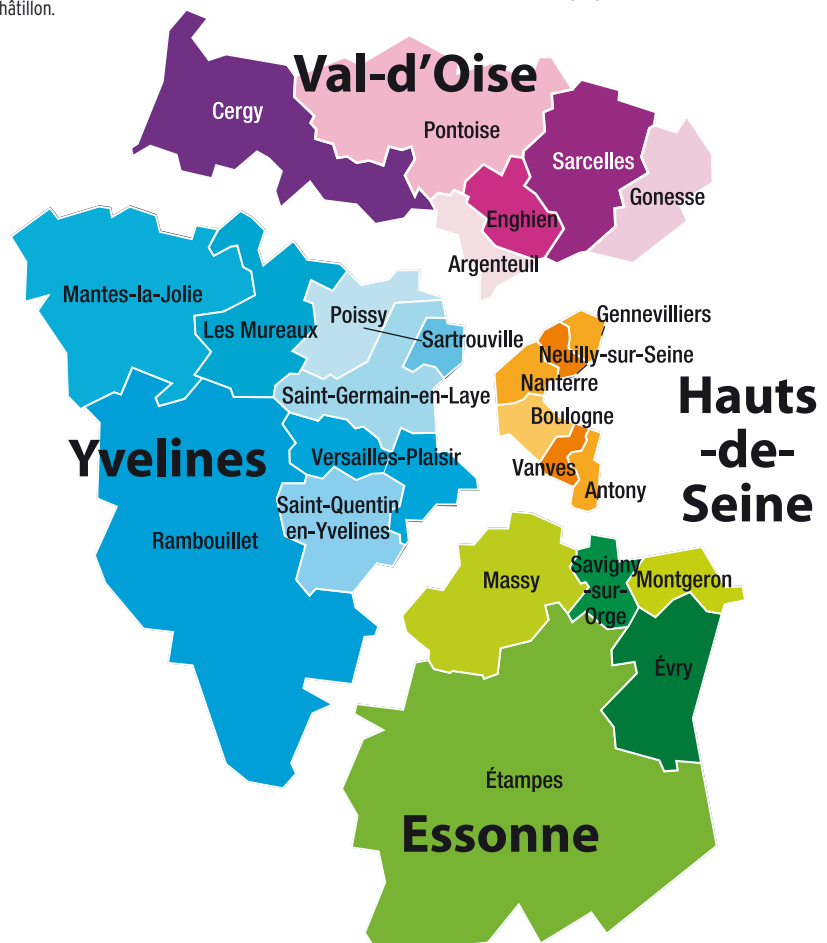 hâtillon.
Val-d'Oise
Cergy
Pontoise
Sarcelles
Gonesse
Enghien
Argenteuil
Mantes-la-Jolie
Les Mureaux
Poissy
Sartrouville
Saint-Germain-en-Laye
Yvelines
Versailles-Plaisir
Saint-Quentin
en-Yvelines
Rambouillet
Gennevilliers
Neuilly-sur-Seine
Nanterre
Boulogne
Vanves
Antony
Hauts
-de-
Seine
Massy
Savigny
-sur-
Orge
Montgeron
Évry
Étampes
Essonne